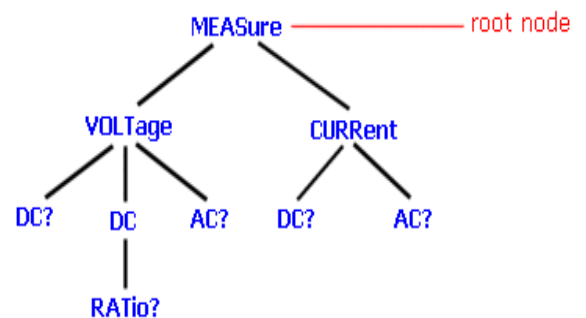 MEASure root node
VOLTage CURRent
DC? DC AC? DC? AC?
RATio?